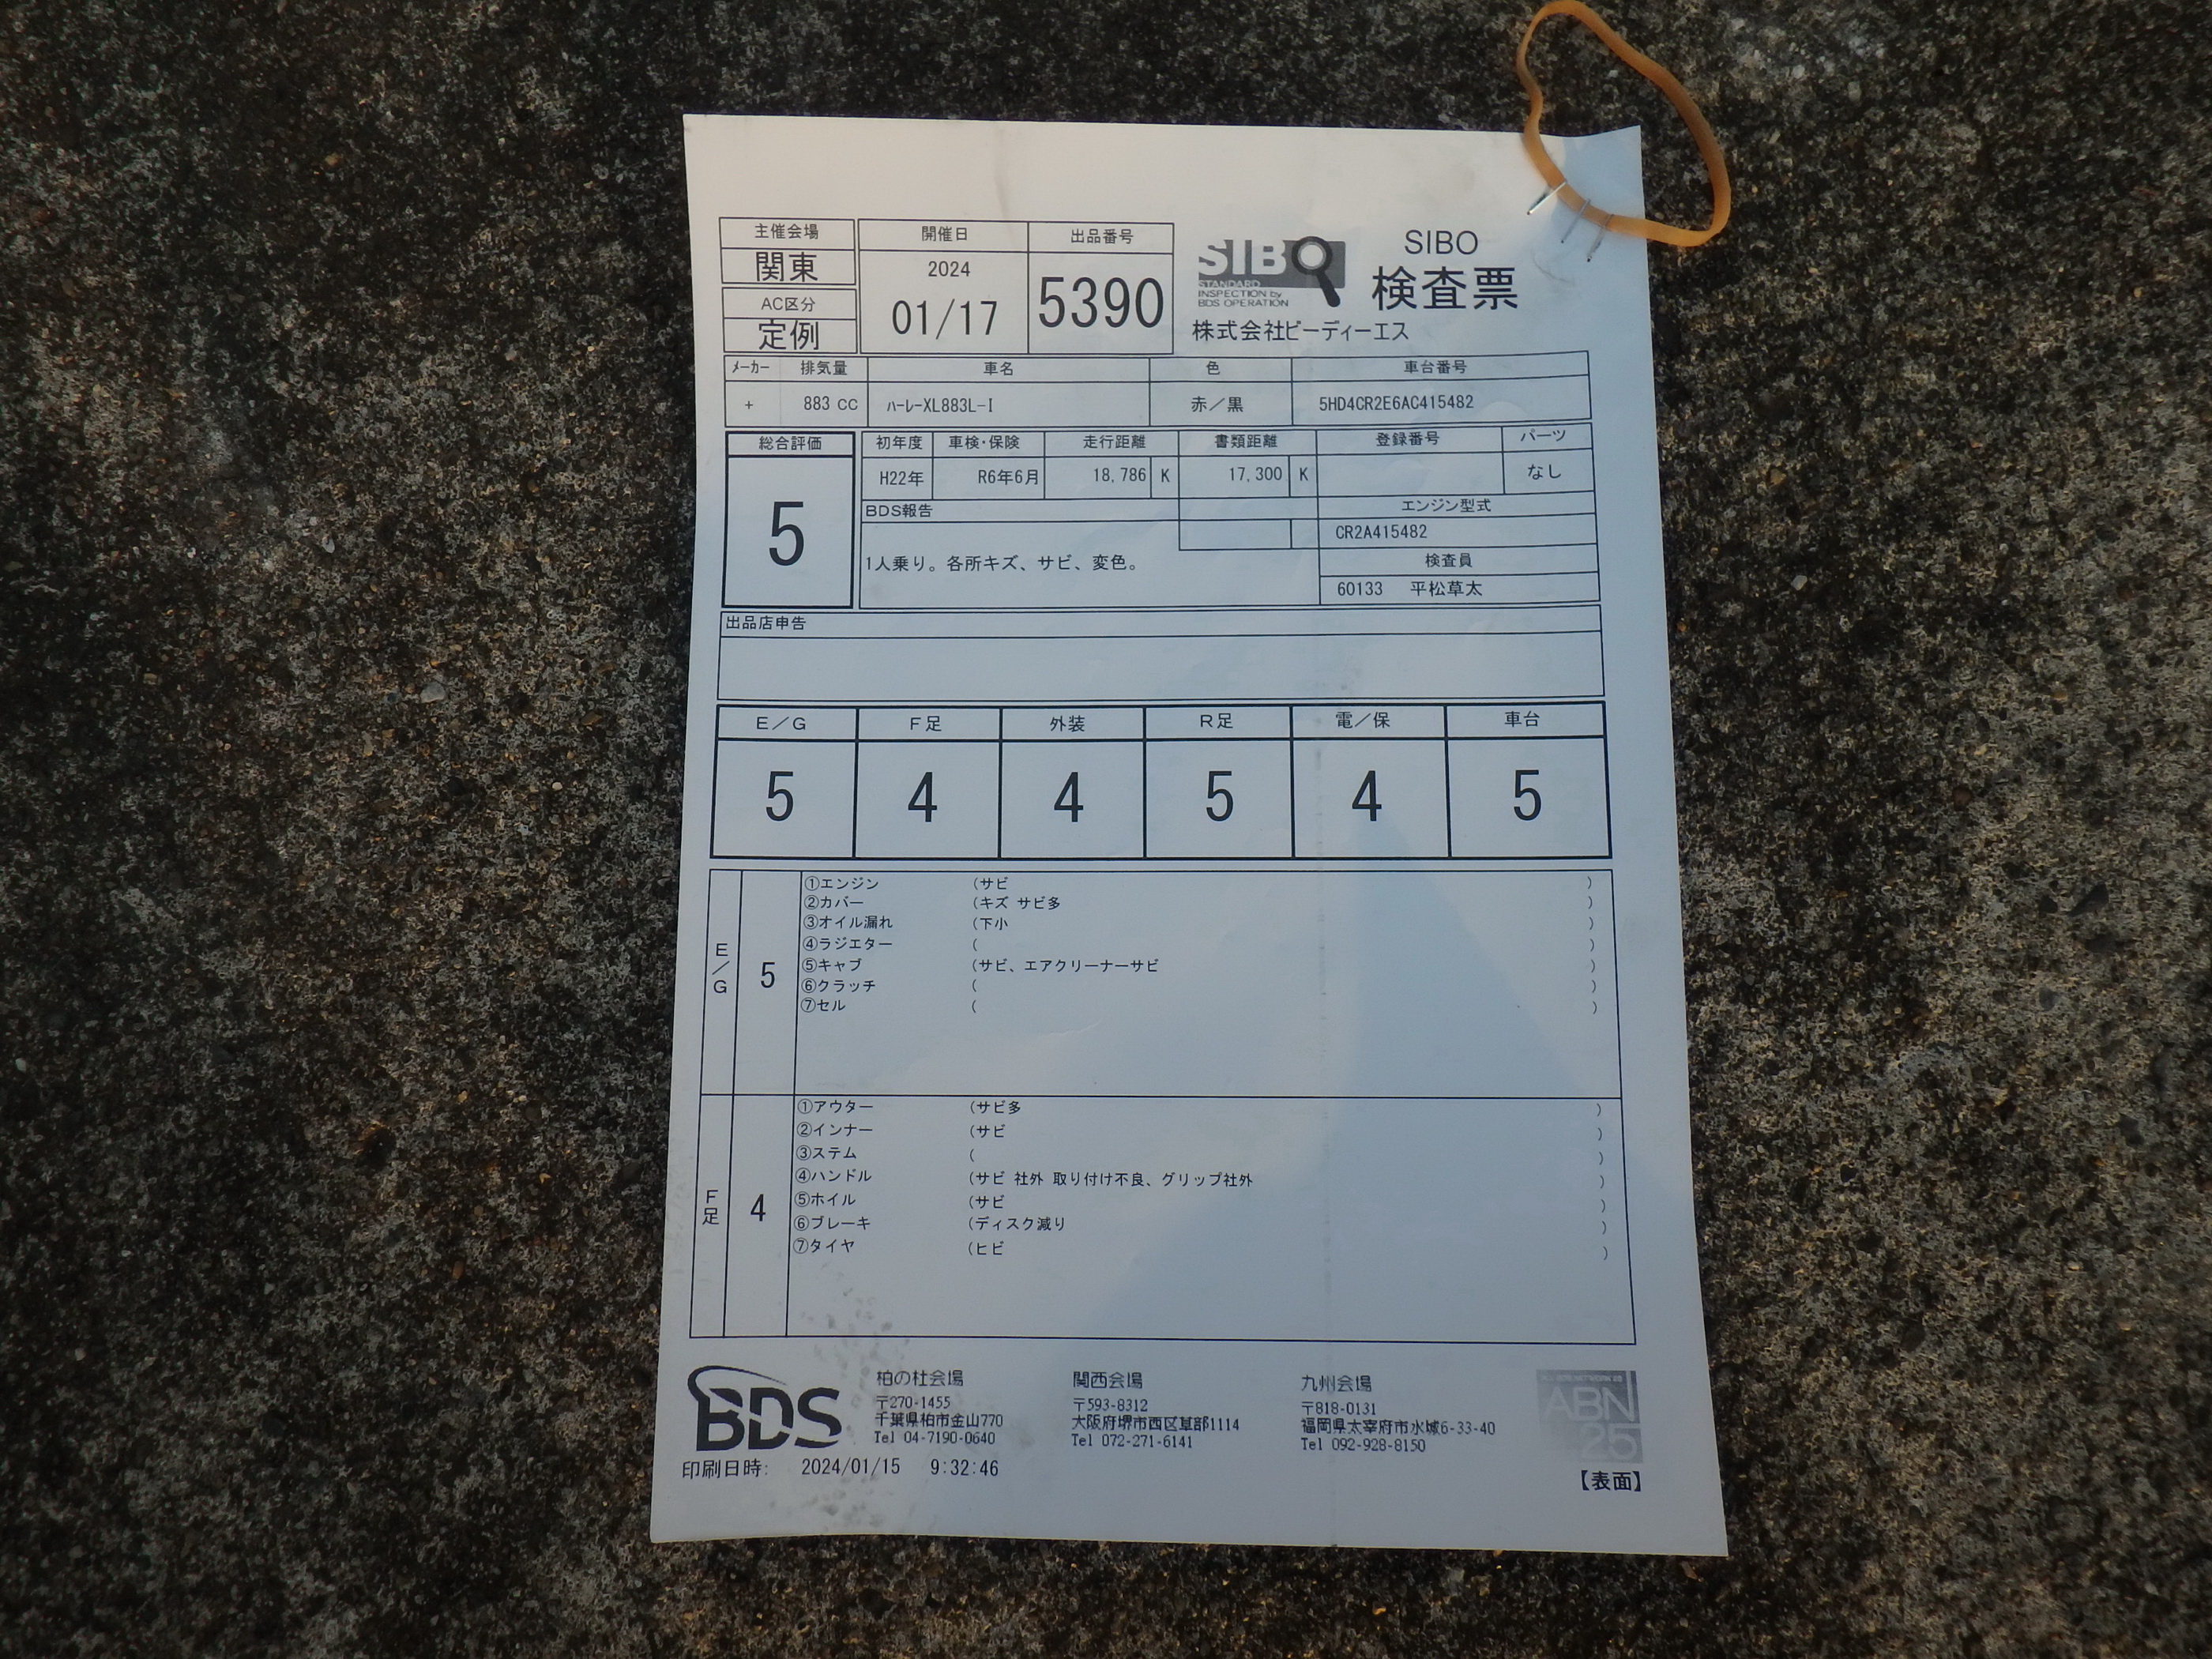 主催会場 開催日 出品番号
関東 2024 01/17 5390
AC区分
定例
SIBO
STANDARD
INSPECTION by
BDS OPERATION
SIBO
検査票
株式会社ビーディーエス
メーカー 排気量 車名 色 車台番号
+ 883 CC ハーレーXL883L-I 赤/黒 5HD4CR2E6AC415482
総合評価 初年度 車検・保険 走行距離 書類距離 登録番号 パーツ
5 H22年 R6年6月 18,786 K 17,300 K なし
BDS報告 エンジン型式
CR2A415482
1人乗り。各所キズ、サビ、変色。 検査員
60133 平松草太
出品店申告
E/G F足 外装 R足 電/保 車台
5 4 4 5 4 5
E/G 5
①エンジン (サビ )
②カバー (キズ サビ多 )
③オイル漏れ (下小 )
④ラジエター ( )
⑤キャブ (サビ、エアクリーナーサビ )
⑥クラッチ ( )
⑦セル ( )
F足 4
①アウター (サビ多 )
②インナー (サビ )
③ステム ( )
④ハンドル (サビ 社外 取り付け不良、グリップ社外 )
⑤ホイル (サビ )
⑥ブレーキ (ディスク減り )
⑦タイヤ (ヒビ )
BDS
柏の杜会場
〒270-1455
千葉県柏市金山770
Tel 04-7190-0640
関西会場
〒593-8312
大阪府堺市西区草部1114
Tel 072-271-6141
九州会場
〒818-0131
福岡県太宰府市水城6-33-40
Tel 092-928-8150
ABN
25
印刷日時: 2024/01/15 9:32:46
【表面】